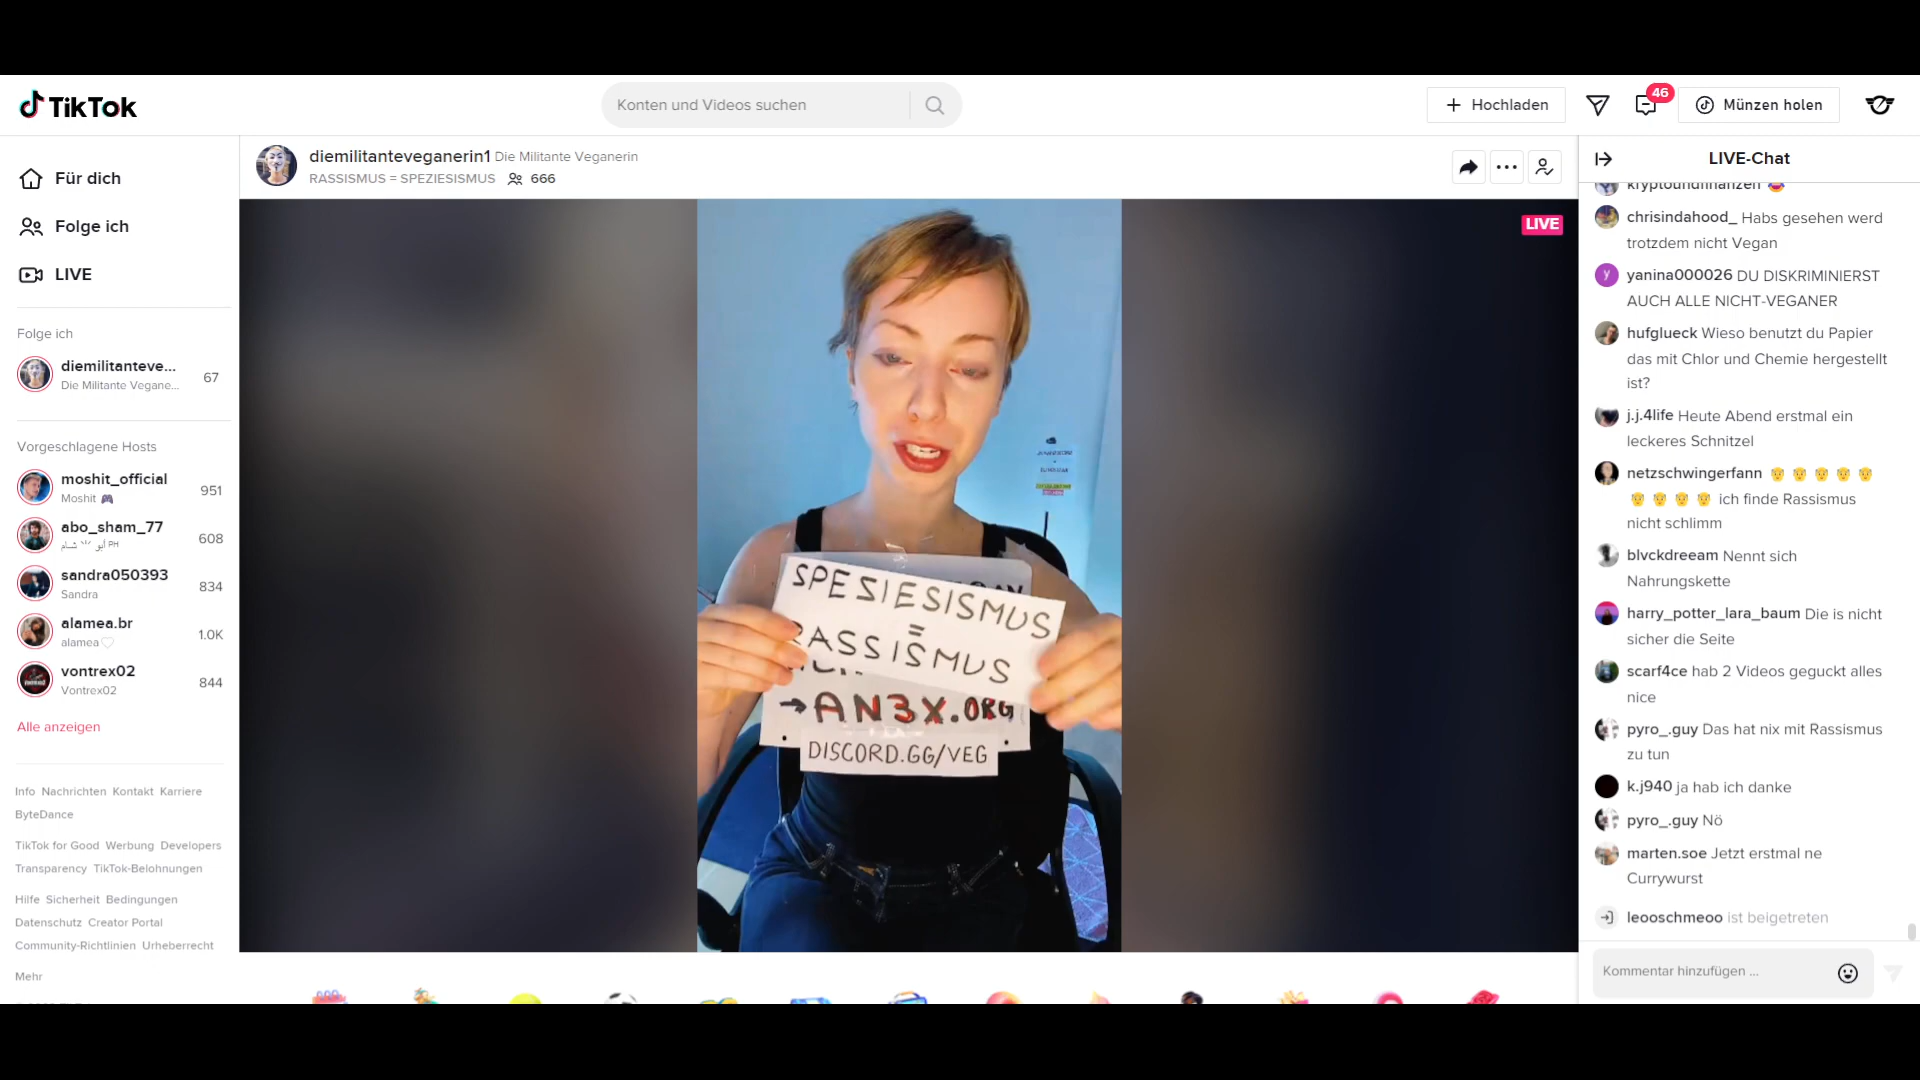 TikTok
Konten und Videos suchen
Hochladen
46
Münzen holen
Für dich
Folge ich
LIVE
Folge ich
diemilitanteve...
Die Militante Vegane...
67
Vorgeschlagene Hosts
moshit_official
Moshit 🎮
951
abo_sham_77
608
sandra050393
Sandra
834
alamea.br
alamea♡
1.0K
vontrex02
Vontrex02
844
Alle anzeigen
Info Nachrichten Kontakt Karriere
ByteDance
TikTok for Good Werbung Developers
Transparency TikTok-Belohnungen
Hilfe Sicherheit Bedingungen
Datenschutz Creator Portal
Community-Richtlinien Urheberrecht
Mehr
diemilitanteveganerin1 Die Militante Veganerin
RASSISMUS = SPEZIESISMUS 666
LIVE
SPEZIESISMUS
=
RASSISMUS
→AN3X.ORG
DISCORD.GG/VEG
LIVE-Chat
kryptoundfinanzen
chrisindahood_ Habs gesehen werd
trotzdem nicht Vegan
y
yanina000026 DU DISKRIMINIERST
AUCH ALLE NICHT-VEGANER
hufglueck Wieso benutzt du Papier
das mit Chlor und Chemie hergestellt
ist?
j.j.4life Heute Abend erstmal ein
leckeres Schnitzel
netzschwingerfann
ich finde Rassismus
nicht schlimm
blvckdreeam Nennt sich
Nahrungskette
harry_potter_lara_baum Die is nicht
sicher die Seite
scarf4ce hab 2 Videos geguckt alles
nice
pyro_.guy Das hat nix mit Rassismus
zu tun
k.j940 ja hab ich danke
pyro_.guy Nö
marten.soe Jetzt erstmal ne
Currywurst
leooschmeoo ist beigetreten
Kommentar hinzufügen ...